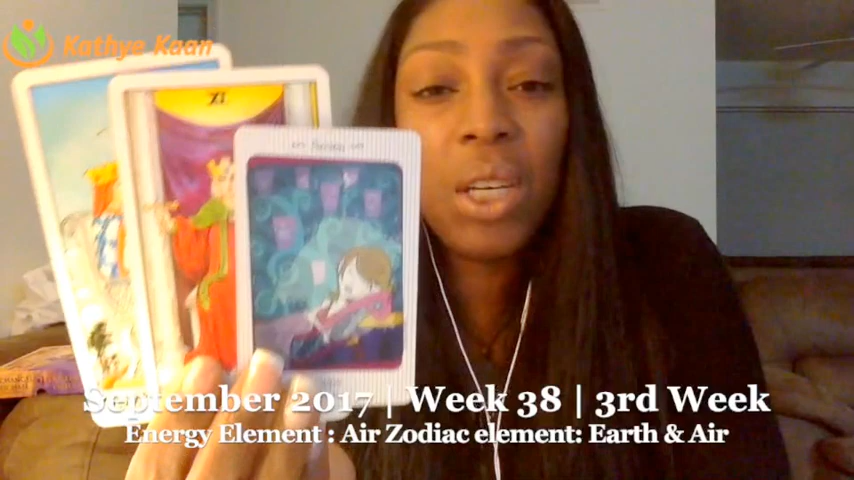 Kathye Kaan
XI
September 2017 | Week 38 | 3rd Week
Energy Element : Air Zodiac element: Earth & Air